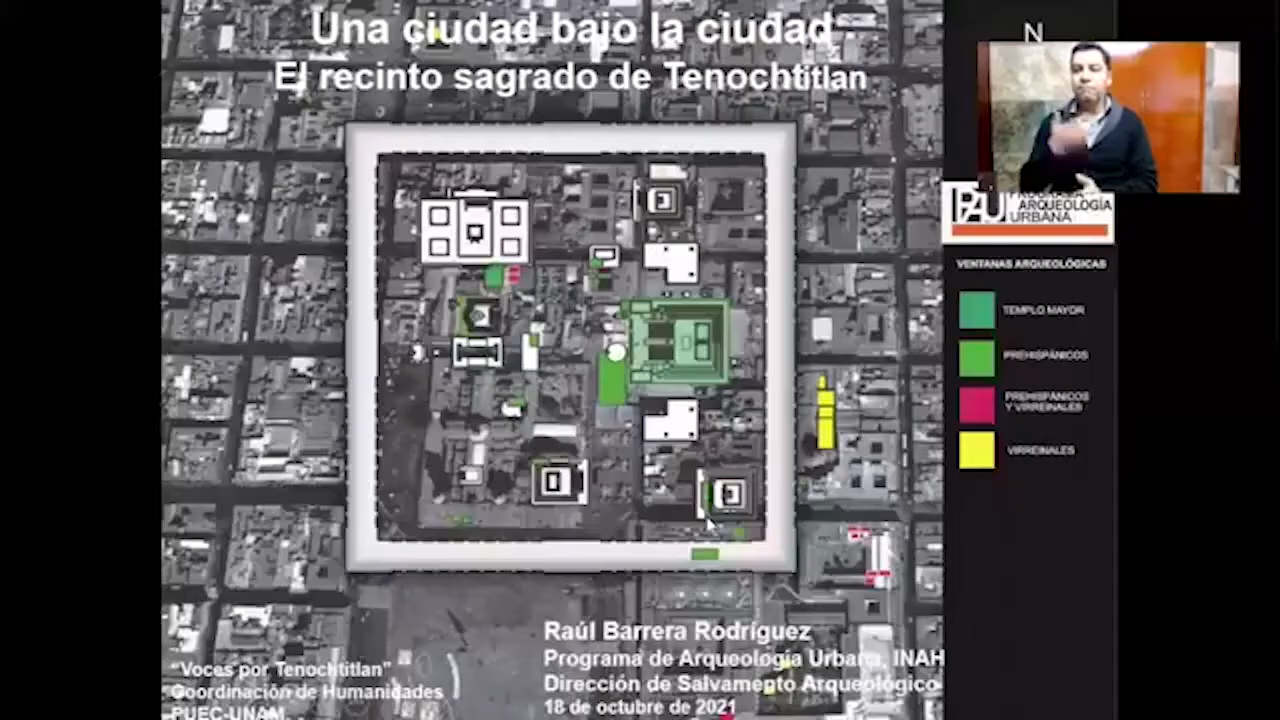 Una ciudad bajo la ciudad
El recinto sagrado de Tenochtitlan
N
PAU
ARQUEOLOGÍA
URBANA
VENTANAS ARQUEOLÓGICAS
TEMPLO MAYOR
PREHISPÁNICOS
PREHISPÁNICOS
Y VIRREINALES
VIRREINALES
Raúl Barrera Rodríguez
Programa de Arqueología Urbana, INAH
Dirección de Salvamento Arqueológico
18 de octubre de 2021
“Voces por Tenochtitlan”
Coordinación de Humanidades
PUEC-UNAM